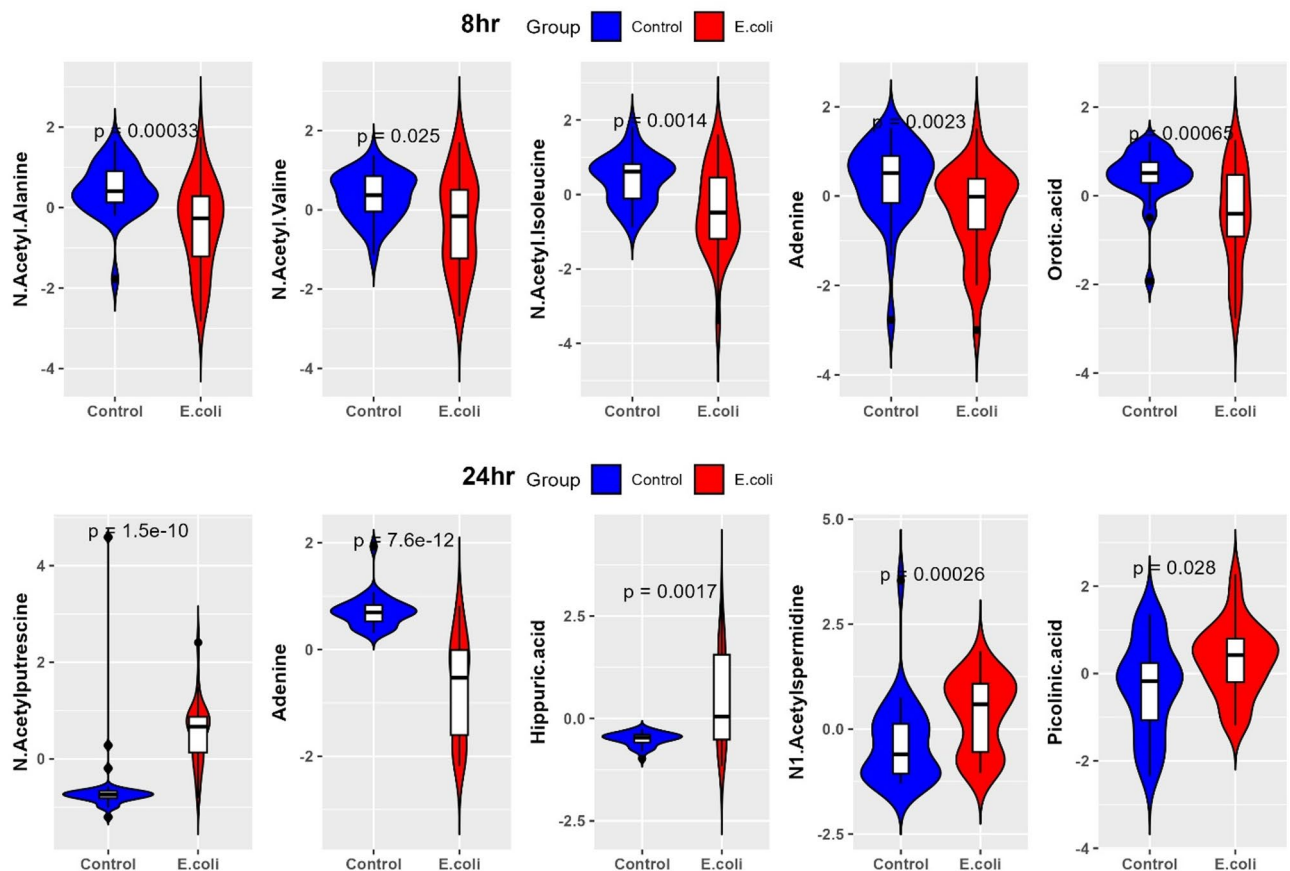 8hr Group Control E.coli
N.Acetyl.Alanine
2
0
-2
-4
p = 0.00033
Control E.coli
N.Acetyl.Valine
2
0
-2
-4
p = 0.025
Control E.coli
N.Acetyl.Isoleucine
2
0
-2
-4
p = 0.0014
Control E.coli
Adenine
2
0
-2
-4
p = 0.0023
Control E.coli
Orotic.acid
2
0
-2
-4
p = 0.00065
Control E.coli
24hr Group Control E.coli
N.Acetylputrescine
4
2
0
p = 1.5e-10
Control E.coli
Adenine
2
0
-2
p = 7.6e-12
Control E.coli
Hippuric.acid
2.5
0.0
-2.5
p = 0.0017
Control E.coli
N1.Acetylspermidine
5.0
2.5
0.0
-2.5
p = 0.00026
Control E.coli
Picolinic.acid
2
0
-2
-4
p = 0.028
Control E.coli